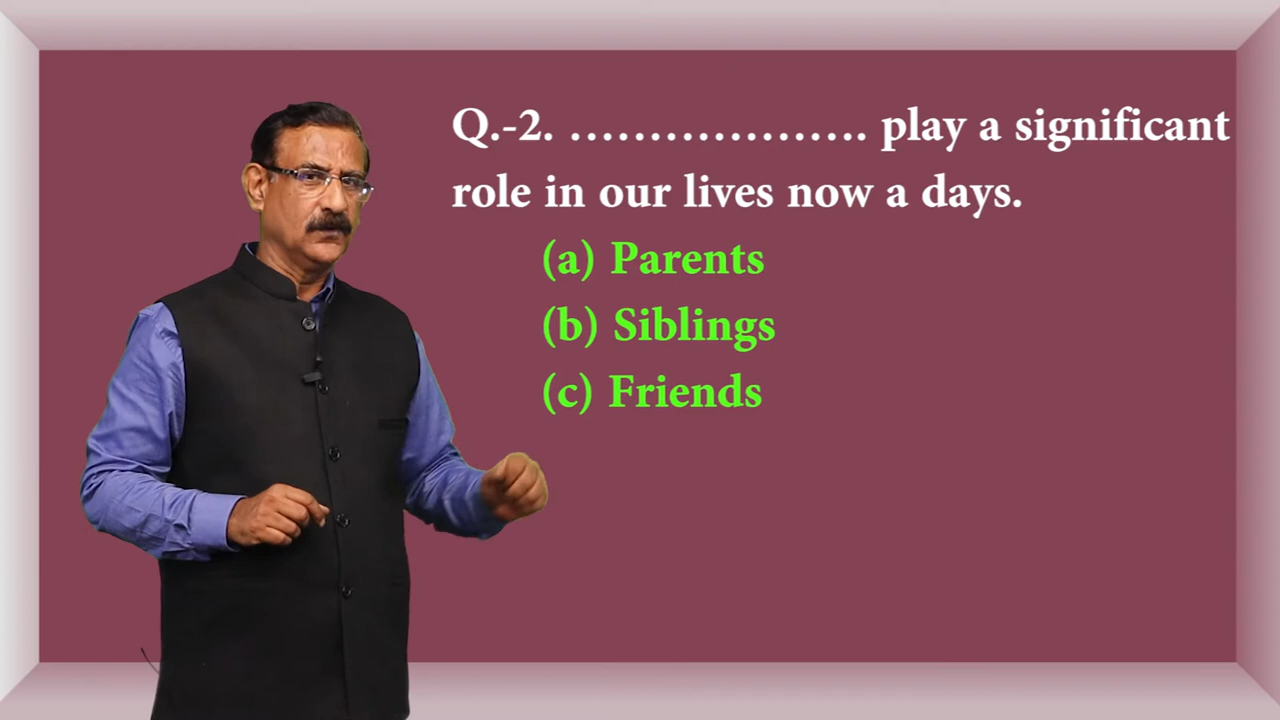 Q.-2. ................... play a significant
role in our lives now a days.
(a) Parents
(b) Siblings
(c) Friends